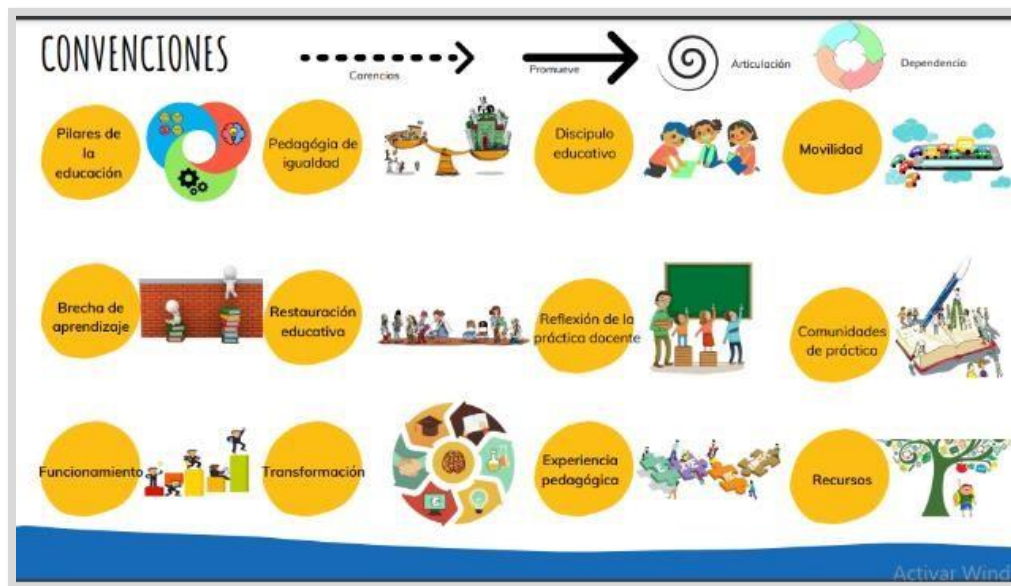 CONVENCIONES
Carencias
Promueve
Articulación
Dependencia
Pilares de
la
educación
Pedagógia de
igualdad
Discipulo
educativo
Movilidad
Brecha de
aprendizaje
Restauración
educativa
Reflexión de la
práctica docente
Comunidades
de práctica
Funcionamiento
Transformación
Experiencia
pedagógica
Recursos
Activar Wind